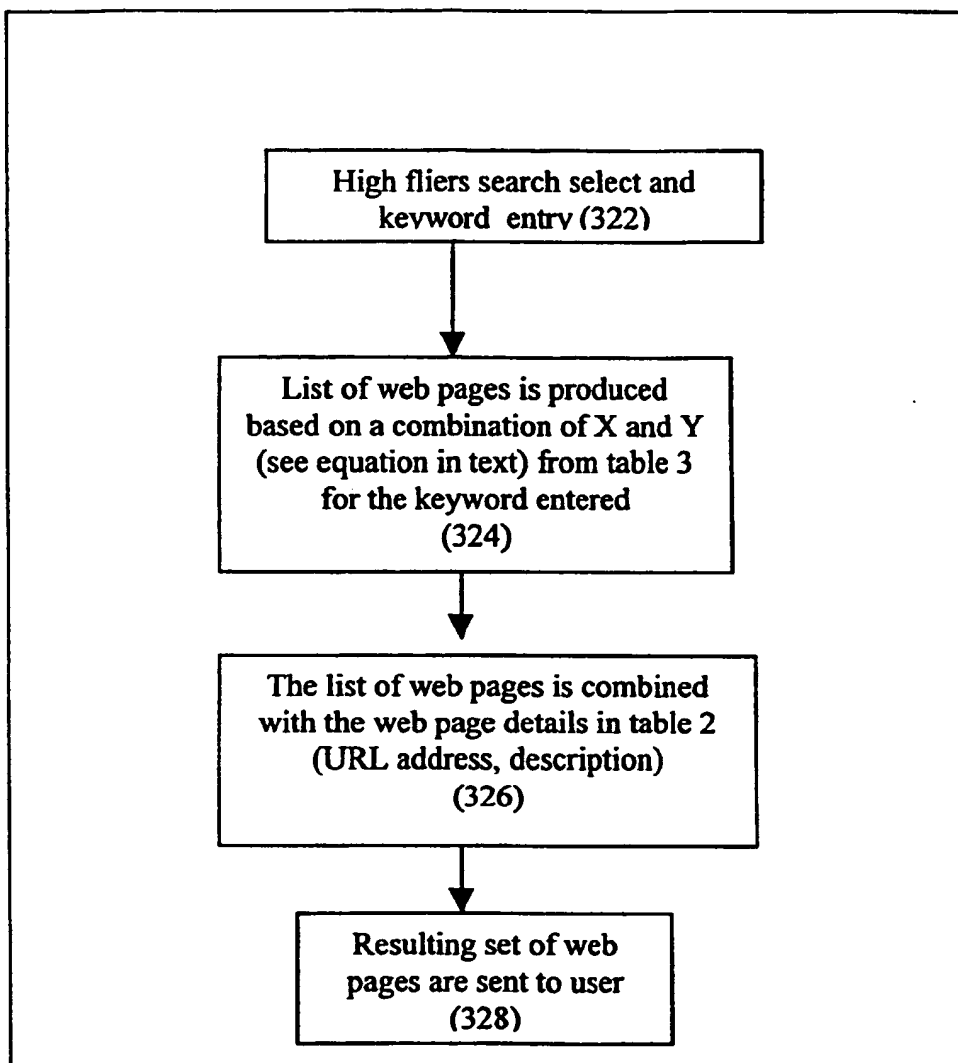 High fliers search select and
keyword entry (322)
List of web pages is produced
based on a combination of X and Y
(see equation in text) from table 3
for the keyword entered
(324)
The list of web pages is combined
with the web page details in table 2
(URL address, description)
(326)
Resulting set of web
pages are sent to user
(328)